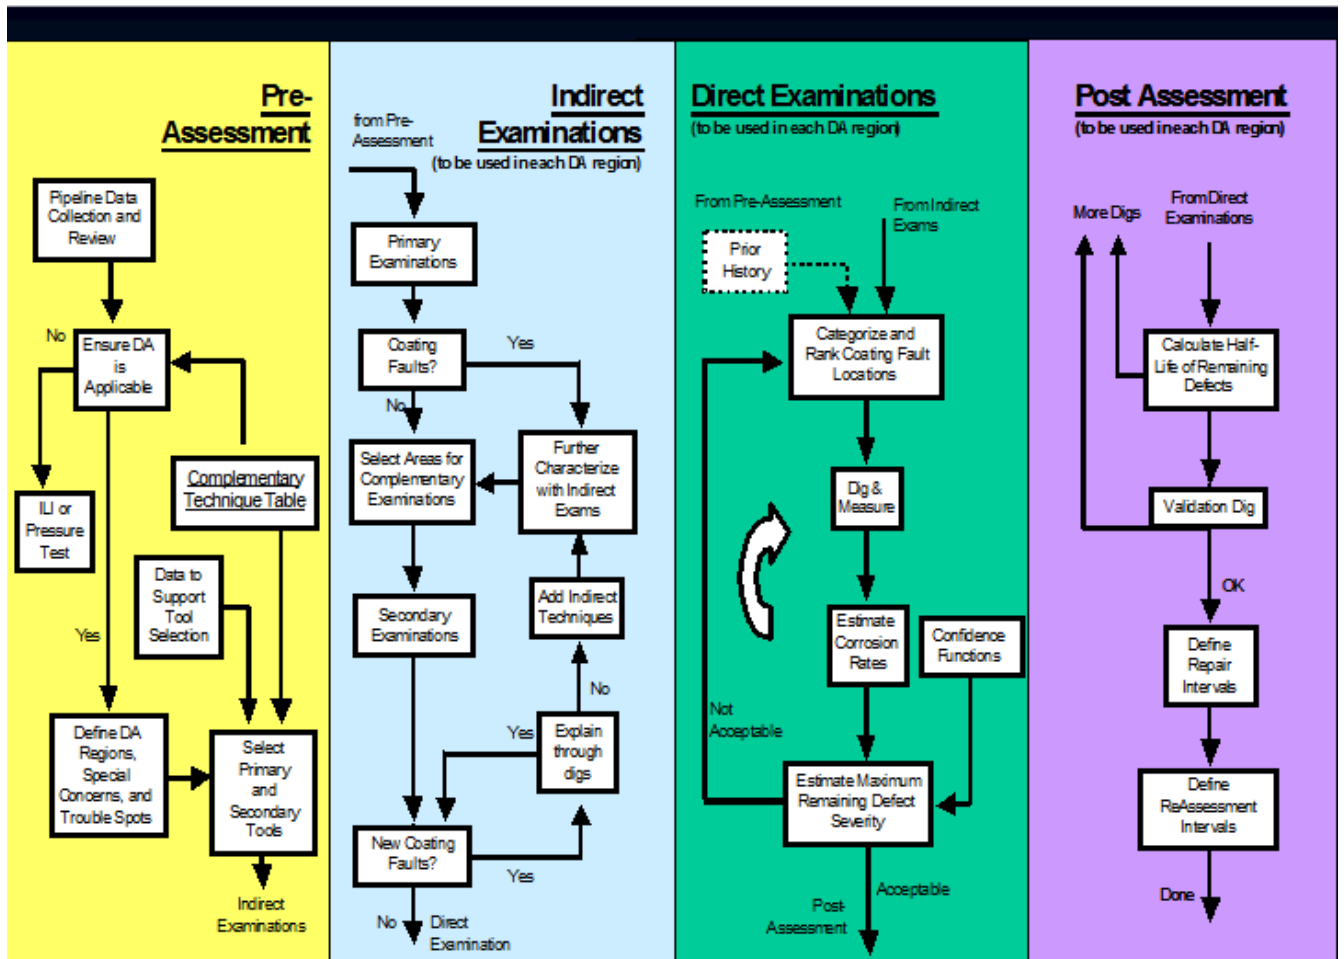 Pre-
Assessment
Pipeline Data
Collection and
Review
No
Ensure DA
is
Applicable
Complementary
Technique Table
ILI or
Pressure
Test
Data to
Support
Tool
Selection
Yes
Define DA
Regions,
Special
Concerns, and
Trouble Spots
Select
Primary
and
Secondary
Tools
Indirect
Examinations
Indirect
Examinations
(to be used in each DA region)
from Pre-
Assessment
Primary
Examinations
Coating
Faults?
Yes
No
Select Areas for
Complementary
Examinations
Further
Characterize
with Indirect
Exams
Add Indirect
Techniques
Secondary
Examinations
No
Yes
Explain
through
digs
New Coating
Faults?
Yes
No
Direct
Examination
Direct Examinations
(to be used in each DA region)
From Pre-Assessment
From Indirect
Exams
Prior
History
Categorize and
Rank Coating Fault
Locations
Dig &
Measure
Estimate
Corrosion
Rates
Confidence
Functions
Not
Acceptable
Estimate Maximum
Remaining Defect
Severity
Acceptable
Post-
Assessment
Post Assessment
(to be used in each DA region)
More Digs
From Direct
Examinations
Calculate Half-
Life of Remaining
Defects
Validation Dig
OK
Define
Repair
Intervals
Define
ReAssessment
Intervals
Done